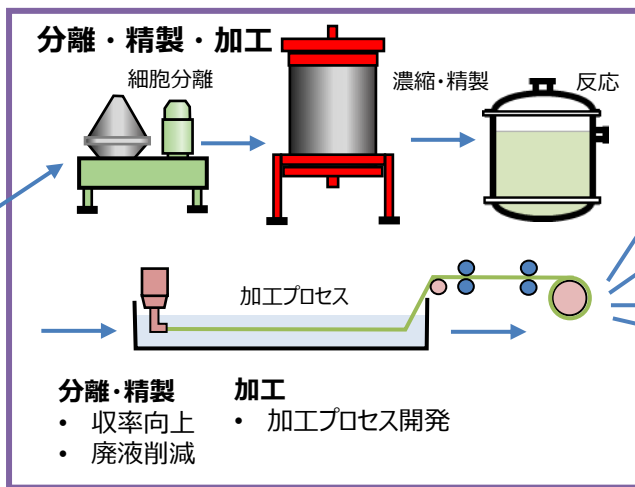 分離・精製・加工
細胞分離
濃縮・精製
反応
加工プロセス
分離・精製
• 収率向上
• 廃液削減
加工
• 加工プロセス開発